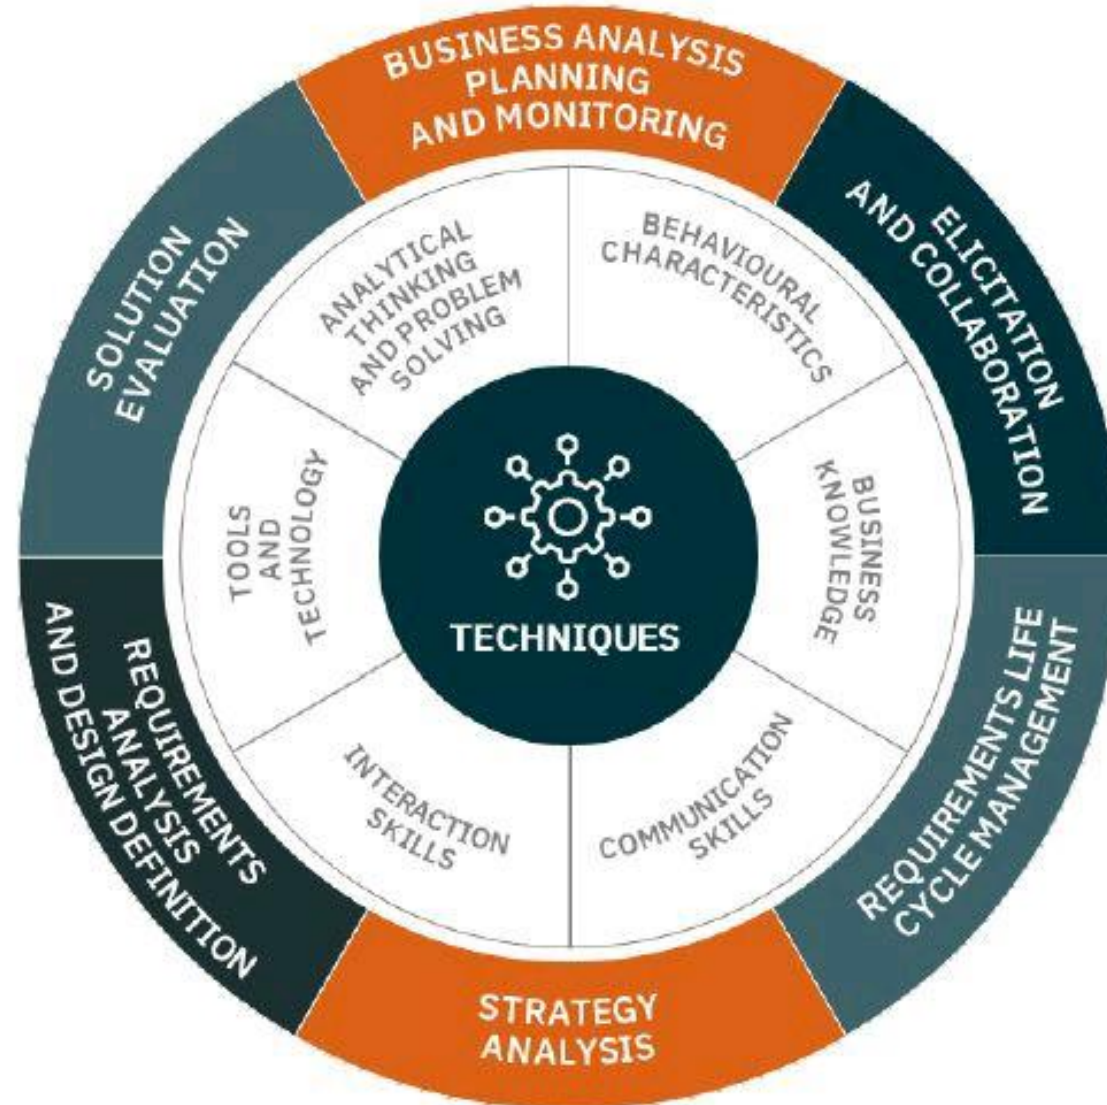 BUSINESS ANALYSIS
PLANNING
AND MONITORING
ELICITATION
AND COLLABORATION
REQUIREMENTS LIFE
CYCLE MANAGEMENT
STRATEGY
ANALYSIS
REQUIREMENTS
ANALYSIS
AND DESIGN DEFINITION
SOLUTION
EVALUATION
ANALYTICAL
THINKING
AND PROBLEM
SOLVING
BEHAVIOURAL
CHARACTERISTICS
BUSINESS
KNOWLEDGE
COMMUNICATION
SKILLS
INTERACTION
SKILLS
TOOLS
AND
TECHNOLOGY
TECHNIQUES